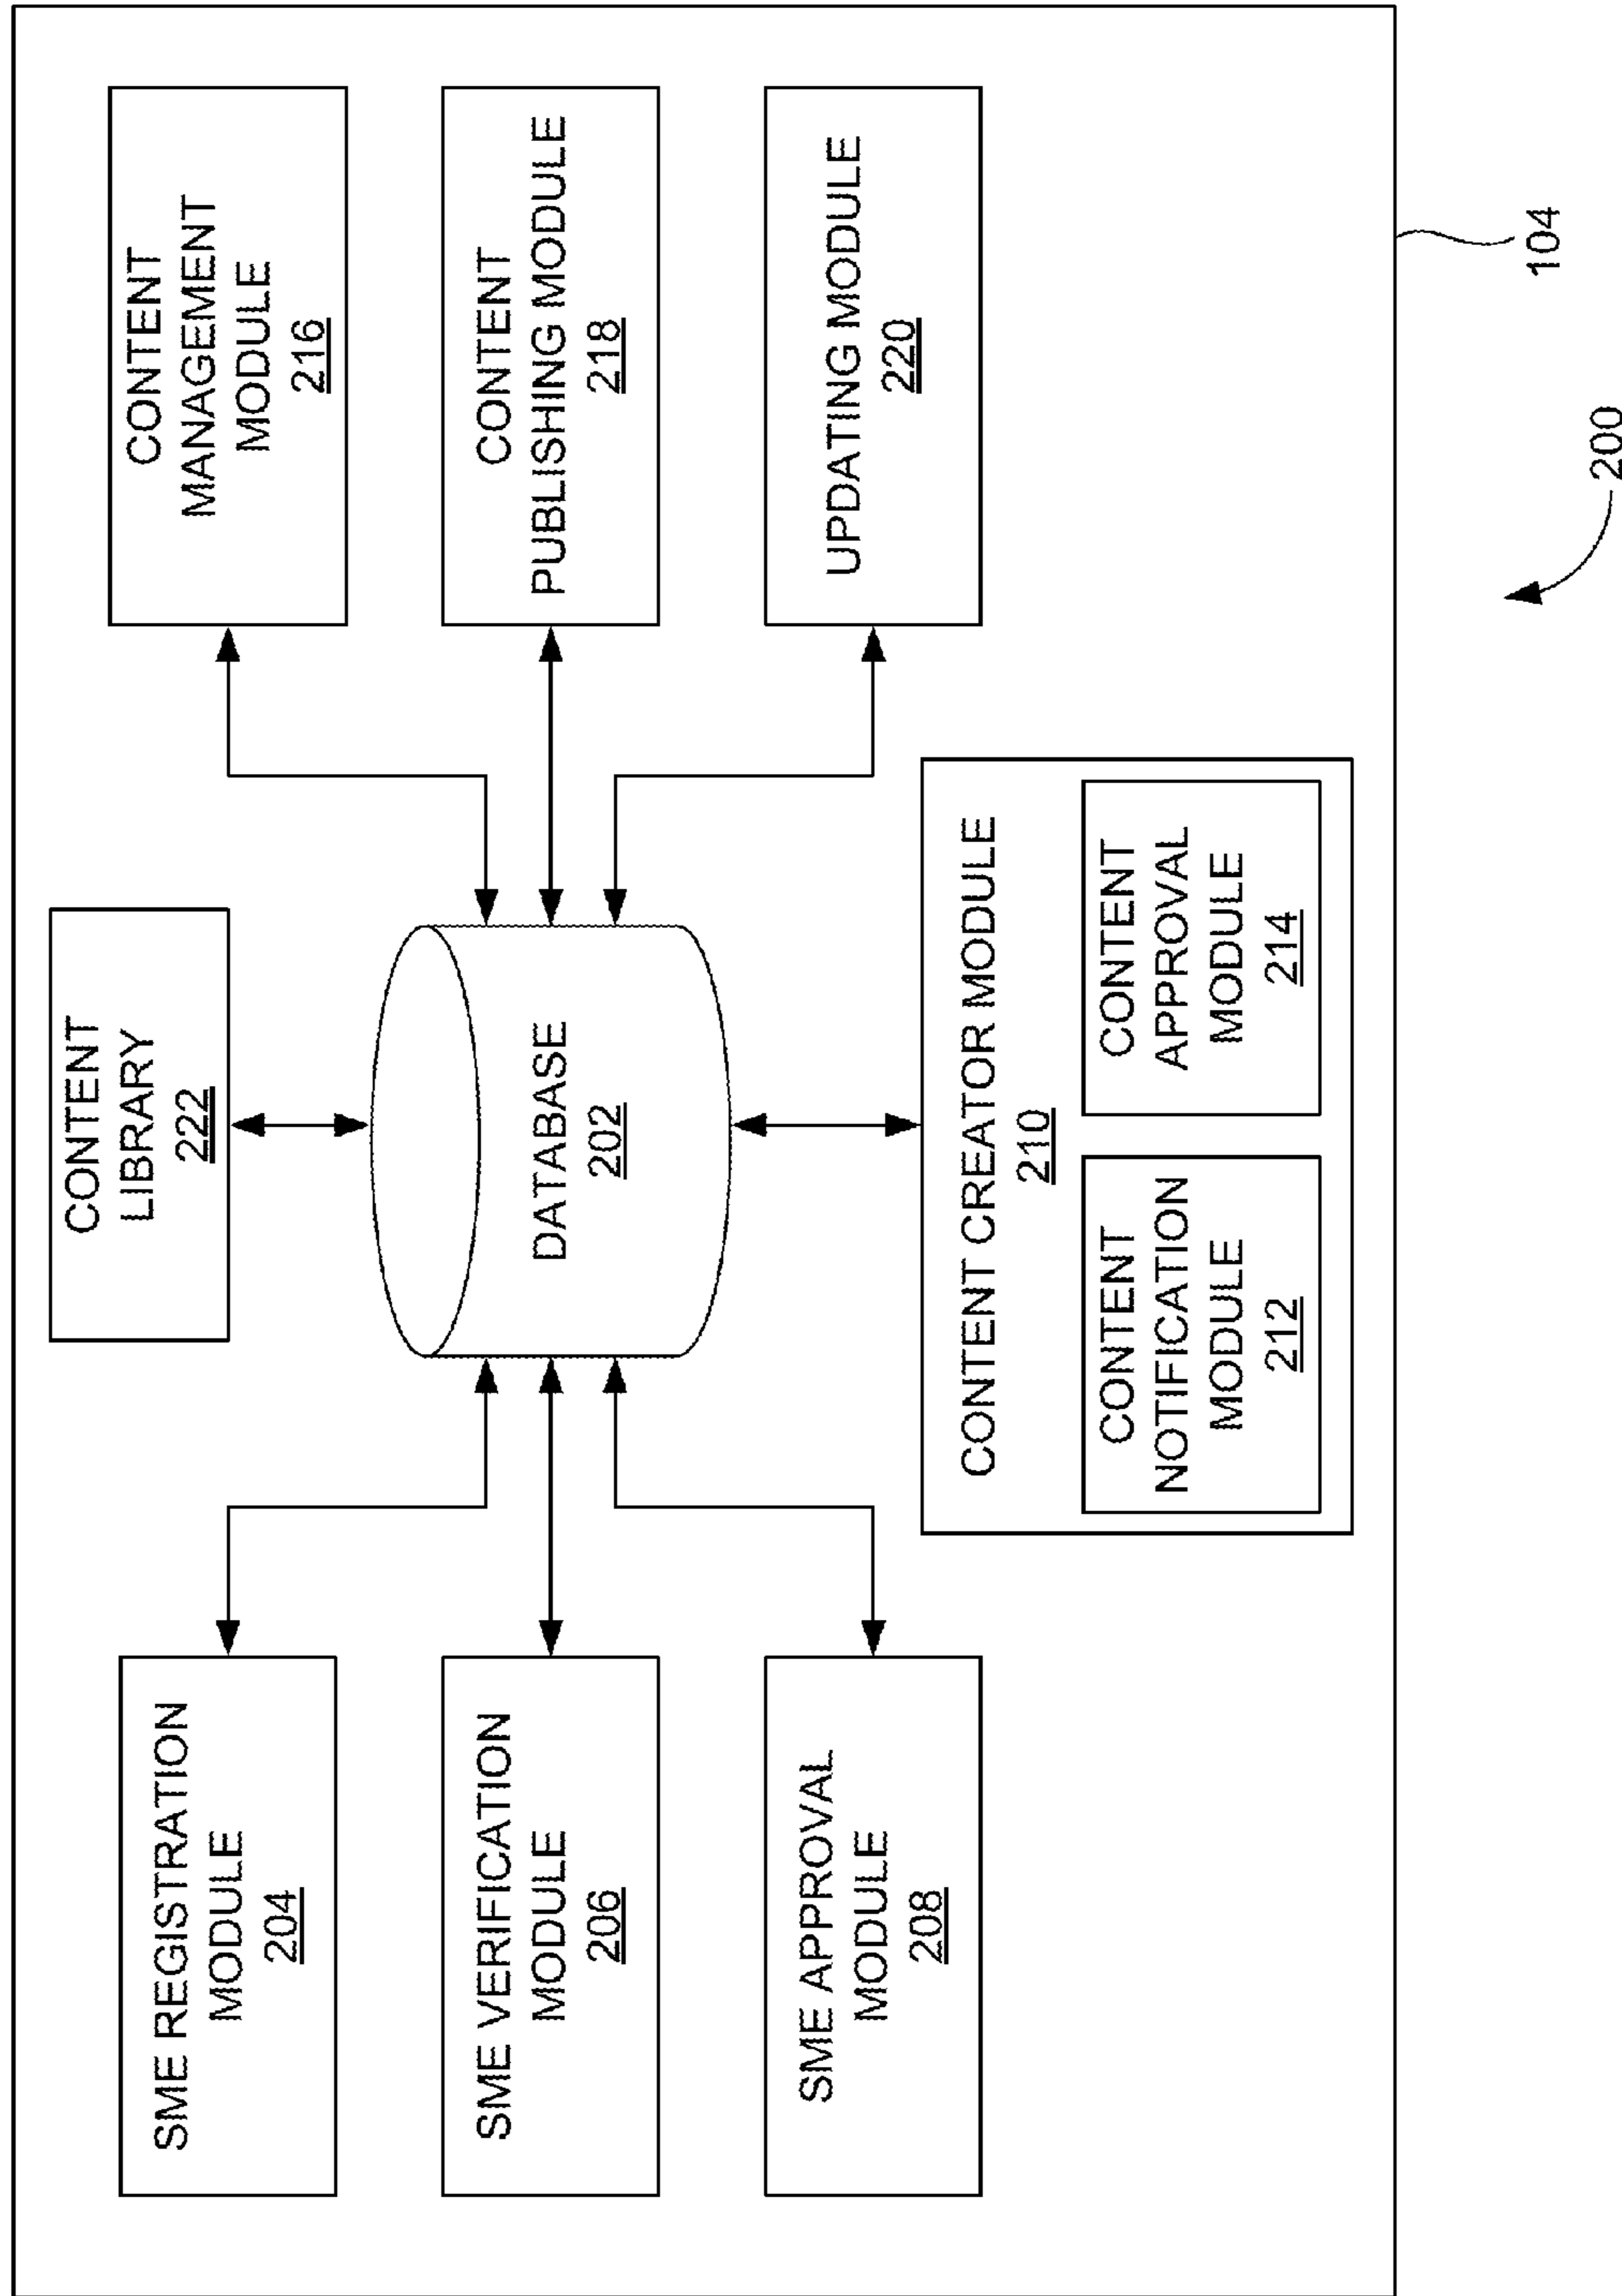 SME REGISTRATION
MODULE
204
SME VERIFICATION
MODULE
206
SME APPROVAL
MODULE
208
CONTENT
LIBRARY
222
DATABASE
202
CONTENT CREATOR MODULE
210
CONTENT
NOTIFICATION
MODULE
212
CONTENT
APPROVAL
MODULE
214
CONTENT
MANAGEMENT
MODULE
216
CONTENT
PUBLISHING MODULE
218
UPDATING MODULE
220
104
200